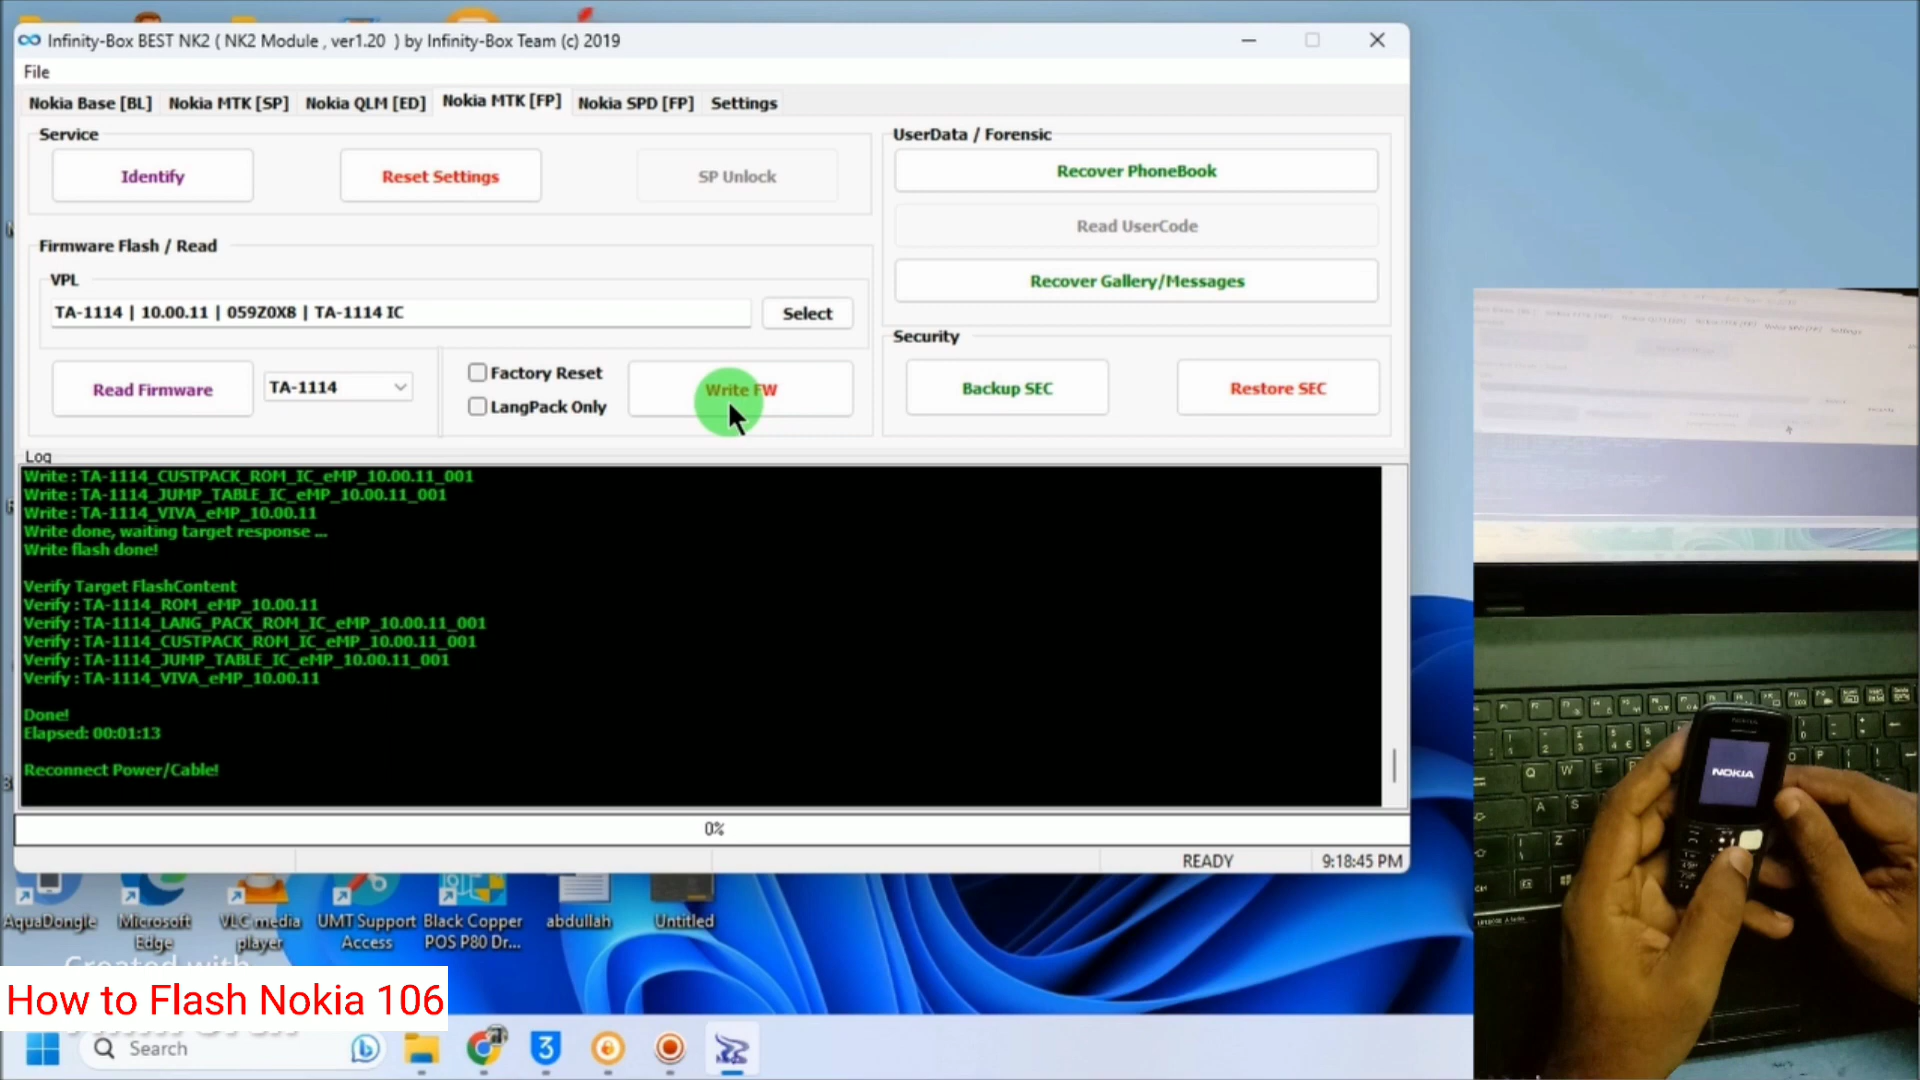 Infinity-Box BEST NK2 ( NK2 Module , ver1.20 ) by Infinity-Box Team (c) 2019
File
Nokia Base [BL] Nokia MTK [SP] Nokia QLM [ED] Nokia MTK [FP] Nokia SPD [FP] Settings
Service
Identify Reset Settings SP Unlock
UserData / Forensic
Recover PhoneBook
Read UserCode
Recover Gallery/Messages
Firmware Flash / Read
VPL
TA-1114 | 10.00.11 | 059Z0X8 | TA-1114 IC Select
Read Firmware TA-1114
Factory Reset
LangPack Only
Write FW
Security
Backup SEC Restore SEC
Log
Write : TA-1114_CUSTPACK_ROM_IC_eMP_10.00.11_001
Write : TA-1114_JUMP_TABLE_IC_eMP_10.00.11_001
Write : TA-1114_VIVA_eMP_10.00.11
Write done, waiting target response ...
Write flash done!
Verify Target FlashContent
Verify : TA-1114_ROM_eMP_10.00.11
Verify : TA-1114_LANG_PACK_ROM_IC_eMP_10.00.11_001
Verify : TA-1114_CUSTPACK_ROM_IC_eMP_10.00.11_001
Verify : TA-1114_JUMP_TABLE_IC_eMP_10.00.11_001
Verify : TA-1114_VIVA_eMP_10.00.11
Done!
Elapsed: 00:01:13
Reconnect Power/Cable!
0%
READY 9:18:45 PM
AquaDongle
Microsoft Edge
VLC media player
UMT Support Access
Black Copper POS P80 Dr...
abdullah
Untitled
Created with
How to Flash Nokia 106
Search
3
NOKIA
NOKIA
Q W E
A S
Z